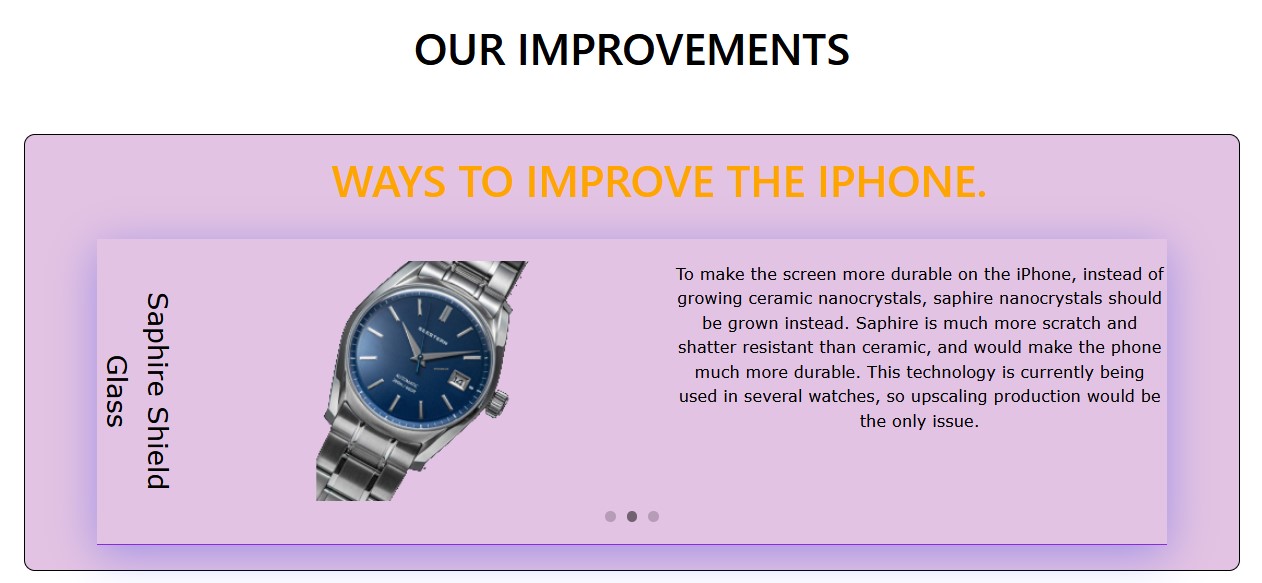 OUR IMPROVEMENTS
WAYS TO IMPROVE THE IPHONE.
Saphire Shield
Glass
To make the screen more durable on the iPhone, instead of
growing ceramic nanocrystals, saphire nanocrystals should
be grown instead. Saphire is much more scratch and
shatter resistant than ceramic, and would make the phone
much more durable. This technology is currently being
used in several watches, so upscaling production would be
the only issue.